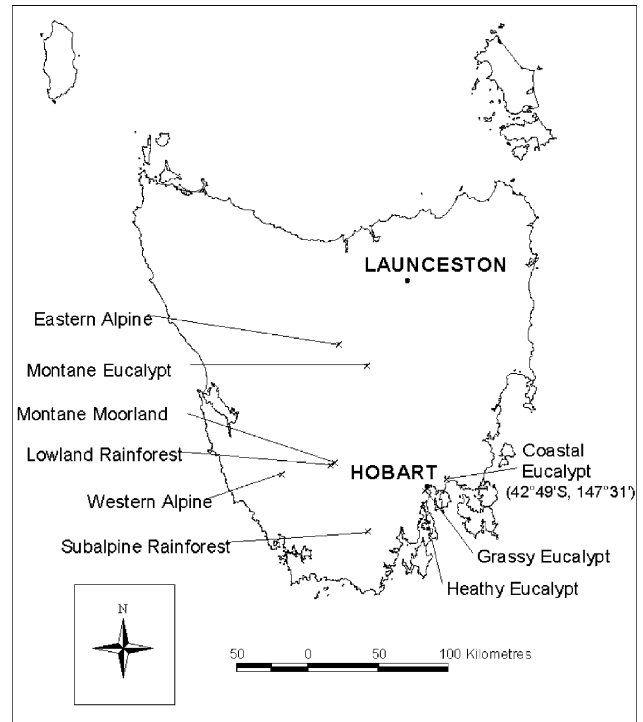 LAUNCESTON
Eastern Alpine
Montane Eucalypt
Montane Moorland
Lowland Rainforest
Western Alpine
Subalpine Rainforest
HOBART
Coastal
Eucalypt
(42°49'S, 147°31')
Grassy Eucalypt
Heathy Eucalypt
N
50 0 50 100 Kilometres